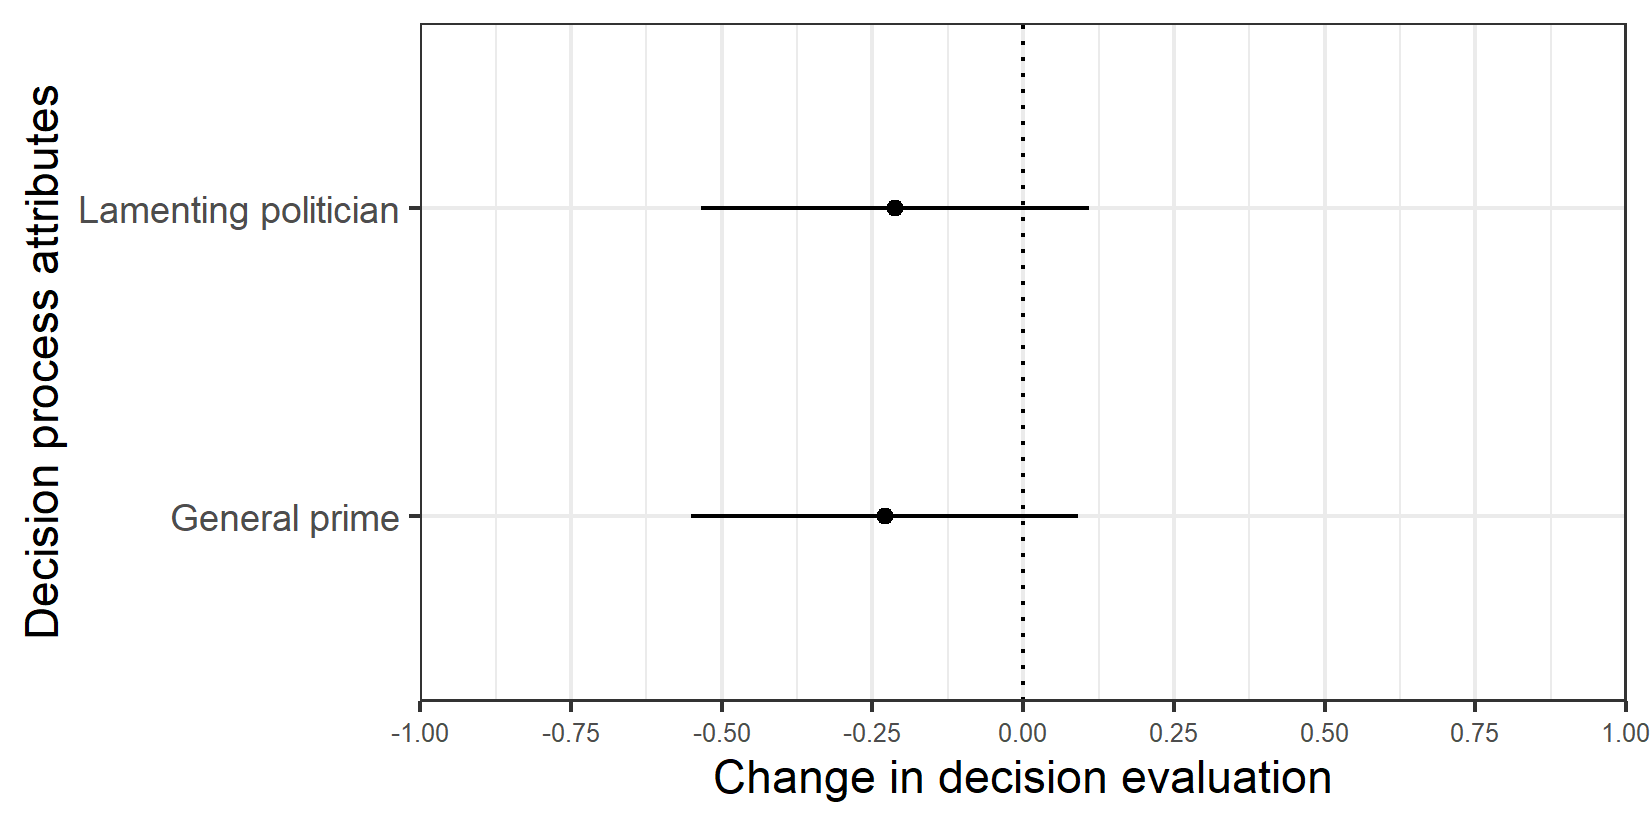 Decision process attributes
Lamenting politician
General prime
-1.00 -0.75 -0.50 -0.25 0.00 0.25 0.50 0.75 1.00
Change in decision evaluation